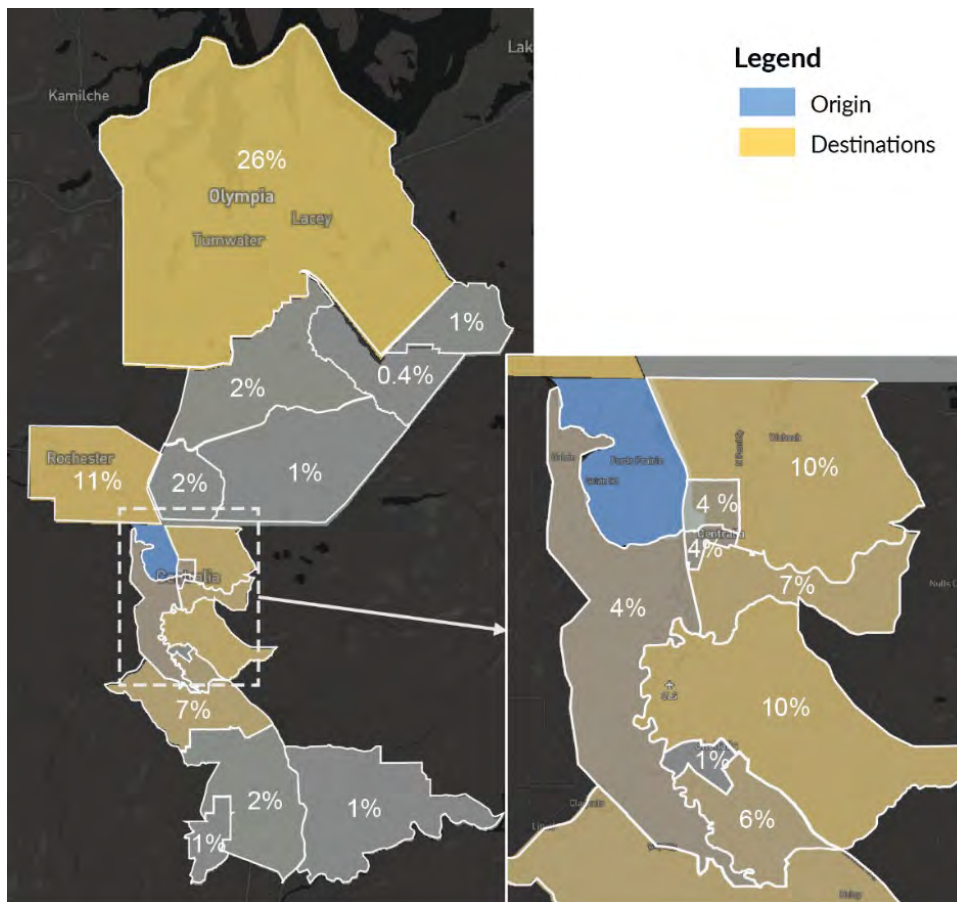 Legend
Origin
Destinations
Kamilche
26%
Olympia
Lacey
Tumwater
1%
0.4%
2%
1%
Rochester
11%
2%
7%
2%
1%
1%
10%
4 %
4%
7%
4%
10%
1%
6%